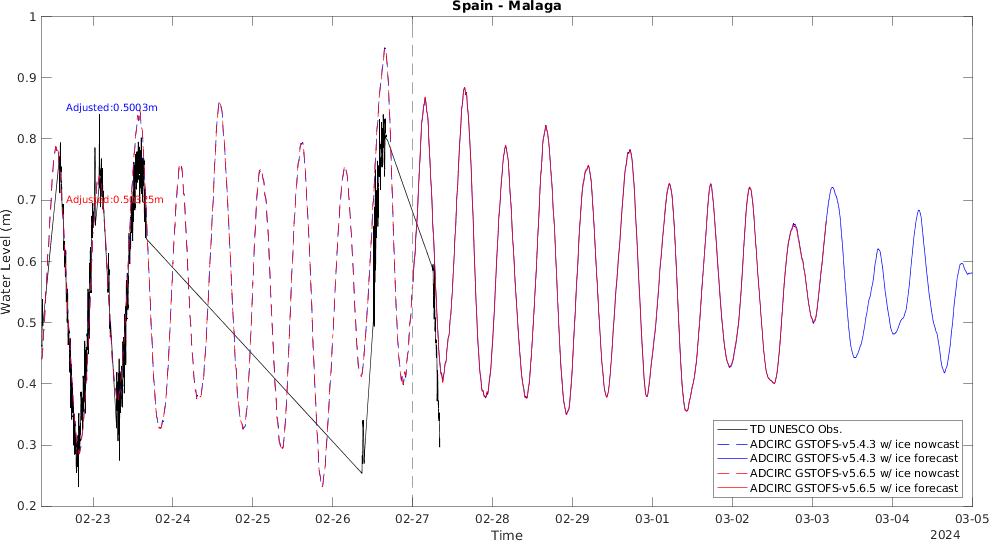 Spain - Malaga
Water Level (m)
1
0.9
0.8
0.7
0.6
0.5
0.4
0.3
0.2
Adjusted:0.5003m
02-23
02-24
02-25
02-26
02-27
02-28
02-29
03-01
03-02
03-03
03-04
03-05
Time
2024
TD UNESCO Obs.
ADCIRC GSTOFS-v5.4.3 w/ ice nowcast
ADCIRC GSTOFS-v5.4.3 w/ ice forecast
ADCIRC GSTOFS-v5.6.5 w/ ice nowcast
ADCIRC GSTOFS-v5.6.5 w/ ice forecast